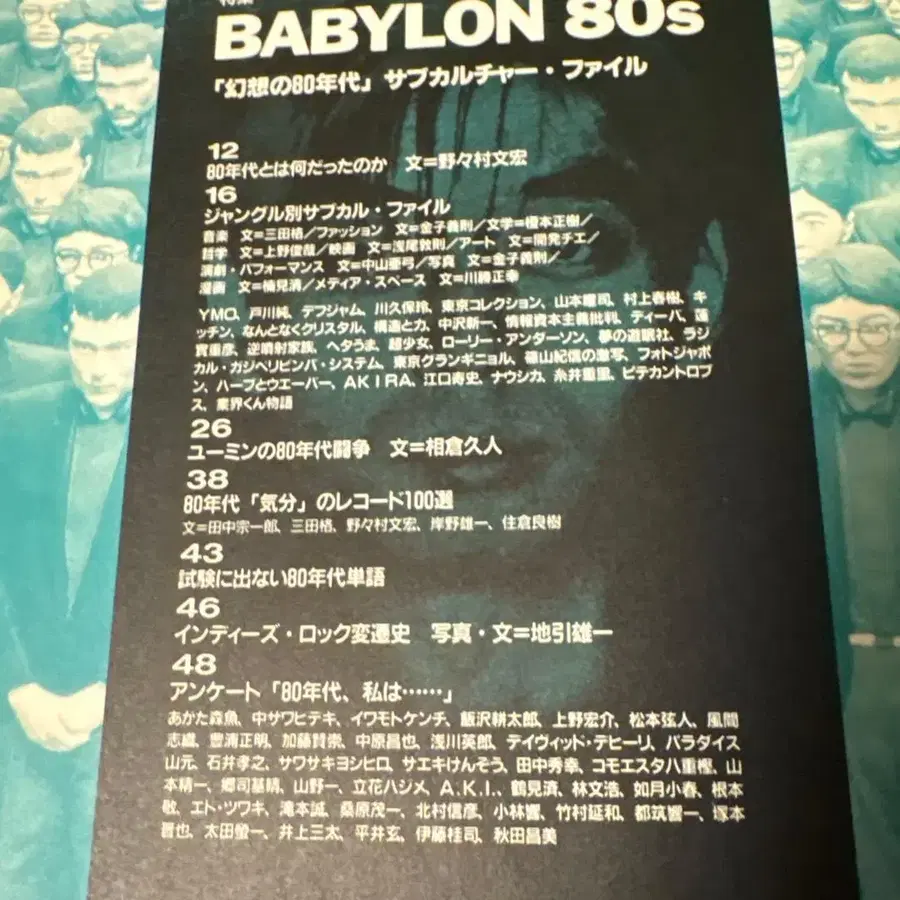 特集
BABYLON 80s
「幻想の80年代」サブカルチャー・ファイル
12
80年代とは何だったのか 文=野々村文宏
16
ジャングル別サブカル・ファイル
音楽 文=三田格/ファッション 文=金子義則/文学=榎本正樹/
哲学 文=上野俊哉/映画 文=浅尾敦則/アート 文=開発チエ/
演劇・パフォーマンス 文=中山亜弓/写真 文=金子義則/
漫画 文=楠見清/メディア・スペース 文=川勝正幸
YMO、戸川純、デフジャム、川久保玲、東京コレクション、山本耀司、村上春樹、キ
ッチン、なんとなくクリスタル、構造と力、中沢新一、情報資本主義批判、ディーバ、蓮
實重彦、逆噴射家族、ヘタうま、超少女、ローリー・アンダーソン、夢の遊眠社、ラジ
カル・ガジベリビンバ・システム、東京グランギニョル、篠山紀信の激写、フォトジャポ
ン、ハーブとウエーバー、AKIRA、江口寿史、ナウシカ、糸井重里、ピテカントロプ
ス、業界くん物語
26
ユーミンの80年代闘争 文=相倉久人
38
80年代「気分」のレコード100選
文=田中宗一郎、三田格、野々村文宏、岸野雄一、住倉良樹
43
試験に出ない80年代単語
46
インディーズ・ロック変遷史 写真・文=地引雄一
48
アンケート「80年代、私は……」
あがた森魚、中サワヒデキ、イワモトケンチ、飯沢耕太郎、上野宏介、松本弦人、風間
志織、豊浦正明、加藤賢崇、中原昌也、浅川英郎、デイヴィッド・デヒーリ、パラダイス
山元、石井孝之、サワサキヨシヒロ、サエキけんぞう、田中秀幸、コモエスタ八重樫、山
本精一、郷司基晴、山野一、立花ハジメ、A.K.I.、鶴見済、林文浩、如月小春、根本
敬、エト・ツワキ、滝本誠、桑原茂一、北村信彦、小林響、竹村延和、都筑響一、塚本
晋也、太田螢一、井上三太、平井玄、伊藤桂司、秋田昌美